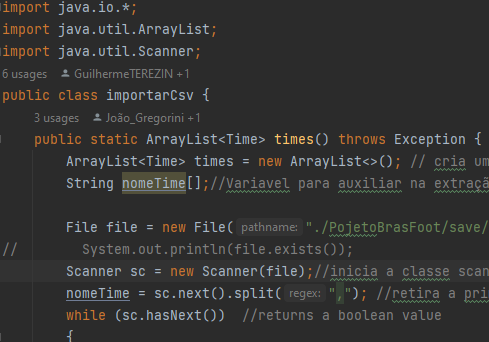 import java.io.*;
import java.util.ArrayList;
import java.util.Scanner;
6 usages GuilhermeTEREZIN +1
public class importarCsv {
3 usages João_Gregorini +1
public static ArrayList<Time> times() throws Exception {
ArrayList<Time> times = new ArrayList<>(); // cria um
String nomeTime[];//Variavel para auxiliar na extraçã
File file = new File( pathname: "./PojetoBrasFoot/save/
// System.out.println(file.exists());
Scanner sc = new Scanner(file);//inicia a classe scan
nomeTime = sc.next().split( regex: ","); //retira a pri
while (sc.hasNext()) //returns a boolean value
{